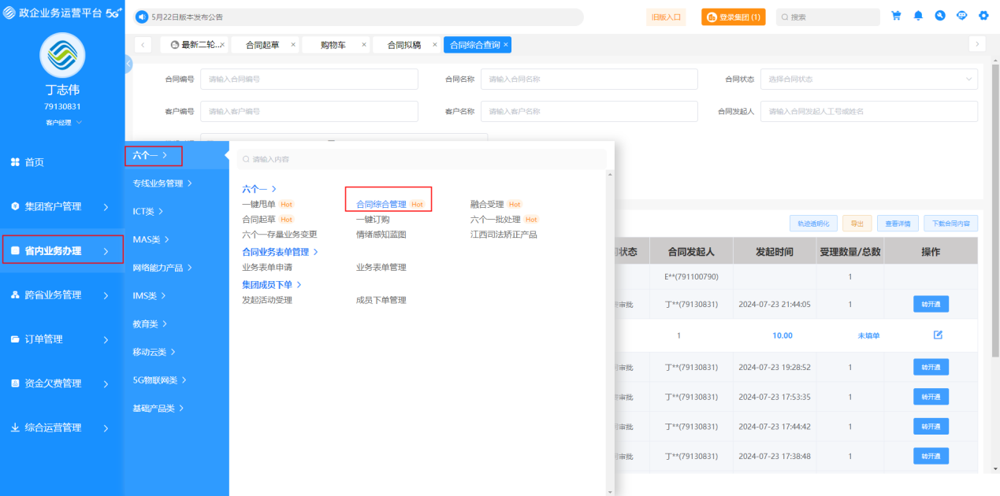 政企业务运营平台 5G
5月22日版本发布公告
旧版入口
登录集团 (1)
搜索
丁志伟
79130831
客户经理
首页
集团客户管理
省内业务办理
跨省业务管理
订单管理
资金欠费管理
综合运营管理
最新二轮...×
合同起草 ×
购物车 ×
合同拟稿 ×
合同综合查询 ×
合同编号 请输入合同编号
合同名称 请输入合同名称
合同状态 选择合同状态
客户编号 请输入客户编号
客户名称 请输入客户名称
合同发起人 请输入合同发起人工号或姓名
六个一
专线业务管理
ICT类
MAS类
网络能力产品
IMS类
教育类
移动云类
5G物联网类
基础产品类
请输入内容
六个一
一键甩单 Hot
合同综合管理 Hot
融合受理 Hot
合同起草 Hot
一键订购
六个一批处理 Hot
六个一存量业务变更
情绪感知蓝图
江西司法矫正产品
合同业务表单管理
业务表单申请
业务表单管理
集团成员下单
发起活动受理
成员下单管理
轨迹透明化
导出
查看详情
下载合同内容
状态 合同发起人 发起时间 受理数量/总数 操作
E**(791100790) 1
审批 丁**(79130831) 2024-07-23 21:44:05 1 转开通
1 10.00 未填单
审批 丁**(79130831) 2024-07-23 19:28:52 1 转开通
审批 丁**(79130831) 2024-07-23 17:53:35 1 转开通
审批 丁**(79130831) 2024-07-23 17:44:42 1 转开通
审批 丁**(79130831) 2024-07-23 17:38:48 1 转开通